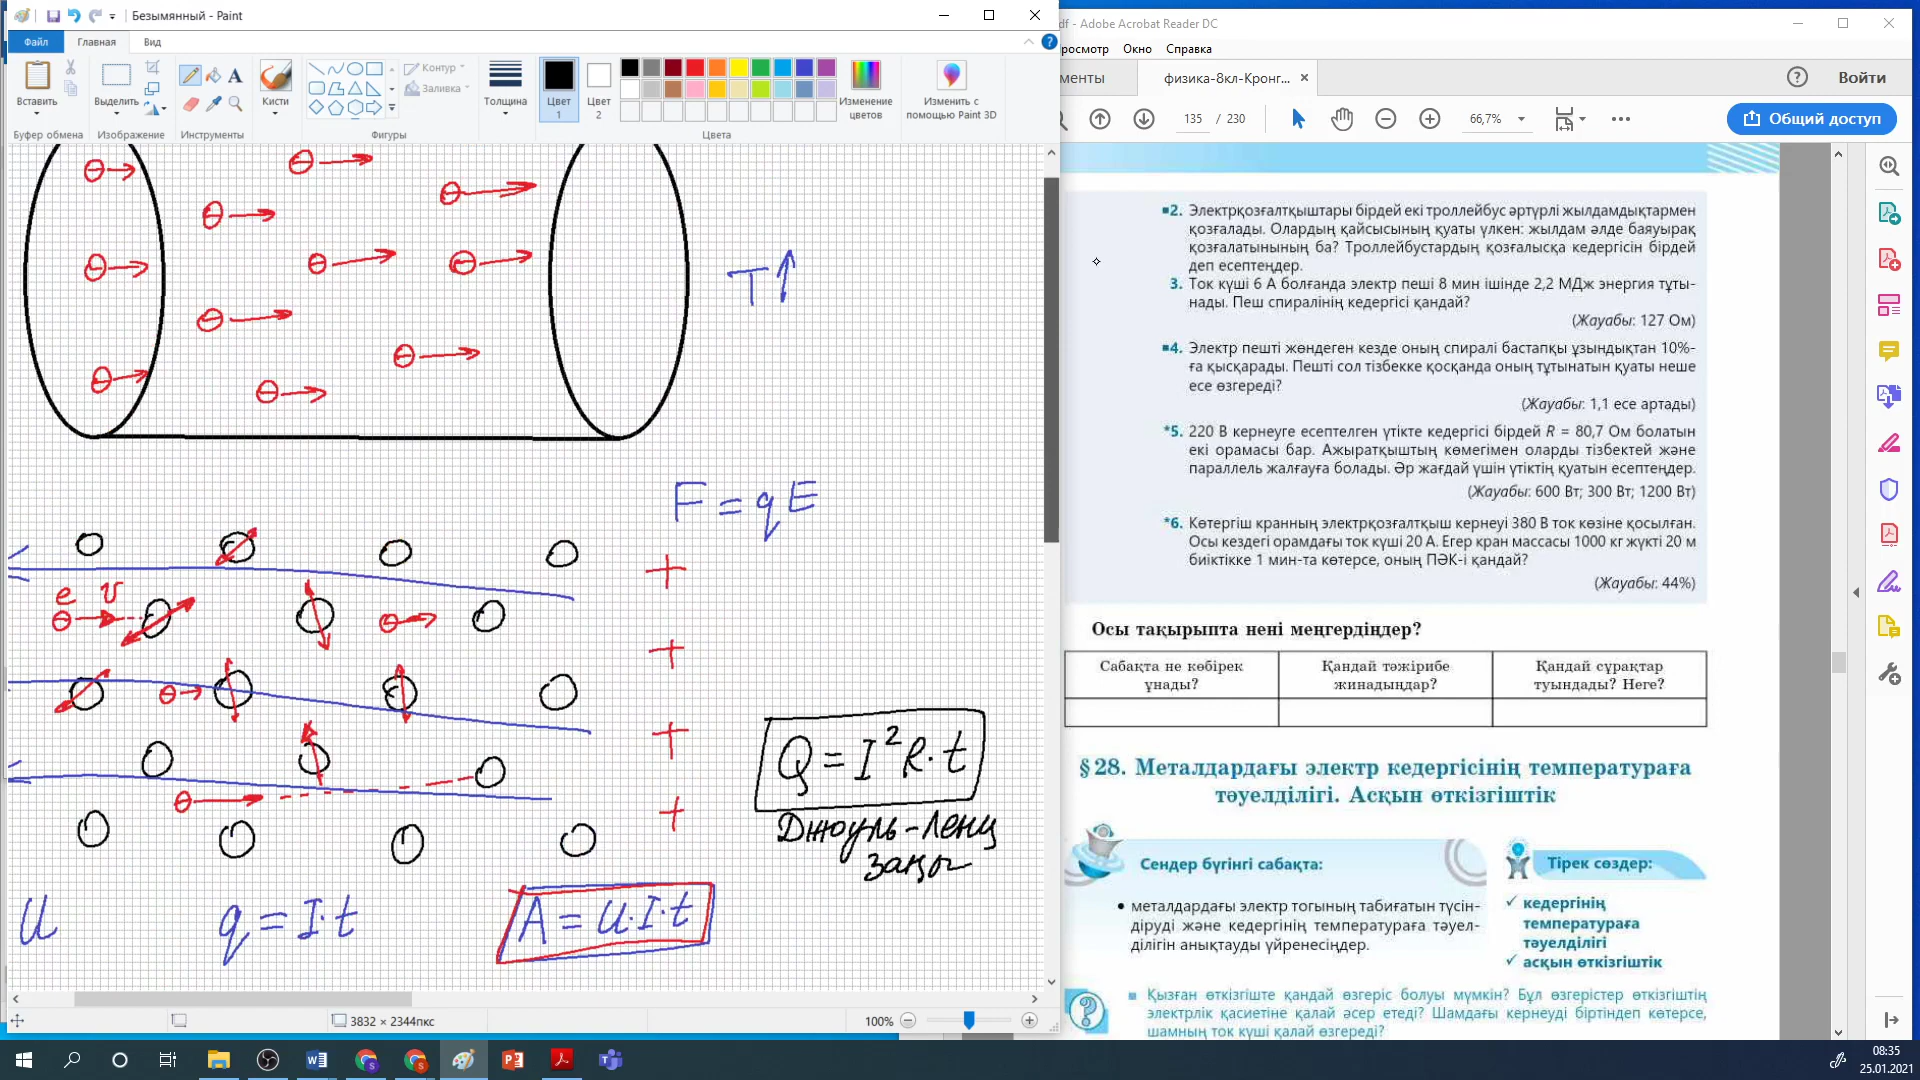 Безымянный - Paint
df - Adobe Acrobat Reader DC
Файл
Главная
Вид
росмотр
Окно
Справка
менты
физика-8кл-Кронг...
Войти
Вставить
Выделить
A
Кисти
Контур
Заливка
Толщина
Цвет
1
Цвет
2
Изменение
цветов
Изменить с
помощью Paint 3D
Буфер обмена
Изображение
Инструменты
Фигуры
Цвета
135 / 230
66,7%
Общий доступ
T
F = qE
e
Q = I²R·t
Джоуль-Ленц
заңы
U
q = I·t
A = U·I·t
3832 × 2344пкс
100%
2. Электрқозғалтқыштары бірдей екі троллейбус әртүрлі жылдамдықтармен
қозғалады. Олардың қайсысының қуаты үлкен: жылдам әлде баяуырақ
қозғалатынының ба? Троллейбустардың қозғалысқа кедергісін бірдей
деп есептеңдер.
3. Ток күші 6 А болғанда электр пеші 8 мин ішінде 2,2 МДж энергия тұты-
нады. Пеш спиралінің кедергісі қандай?
(Жауабы: 127 Ом)
4. Электр пешті жөндеген кезде оның спиралі бастапқы ұзындықтан 10%-
ға қысқарады. Пешті сол тізбекке қосқанда оның тұтынатын қуаты неше
есе өзгереді?
(Жауабы: 1,1 есе артады)
*5. 220 В кернеуге есептелген үтікте кедергісі бірдей R = 80,7 Ом болатын
екі орамасы бар. Ажыратқыштың көмегімен оларды тізбектей және
параллель жалғауға болады. Әр жағдай үшін үтіктің қуатын есептеңдер.
(Жауабы: 600 Вт; 300 Вт; 1200 Вт)
*6. Көтергіш кранның электрқозғалтқыш кернеуі 380 В ток көзіне қосылған.
Осы кездегі орамдағы ток күші 20 А. Егер кран массасы 1000 кг жүкті 20 м
биіктікке 1 мин-та көтерсе, оның ПӘК-і қандай?
(Жауабы: 44%)
Осы тақырыпта нені меңгердіңдер?
Сабақта не көбірек
ұнады?
Қандай тәжірибе
жинадыңдар?
Қандай сұрақтар
туындады? Неге?
§ 28. Металдардағы электр кедергісінің температураға
тәуелділігі. Асқын өткізгіштік
Сендер бүгінгі сабақта:
• металдардағы электр тогының табиғатын түсін-
діруді және кедергінің температураға тәуел-
ділігін анықтауды үйренесіңдер.
Тірек сөздер:
✓ кедергінің
температураға
тәуелділігі
✓ асқын өткізгіштік
Қызған өткізгіште қандай өзгеріс болуы мүмкін? Бұл өзгерістер өткізгіштің
электрлік қасиетіне қалай әсер етеді? Шамдағы кернеуді біртіндеп көтерсе,
шамның ток күші қалай өзгереді?
08:35
25.01.2021